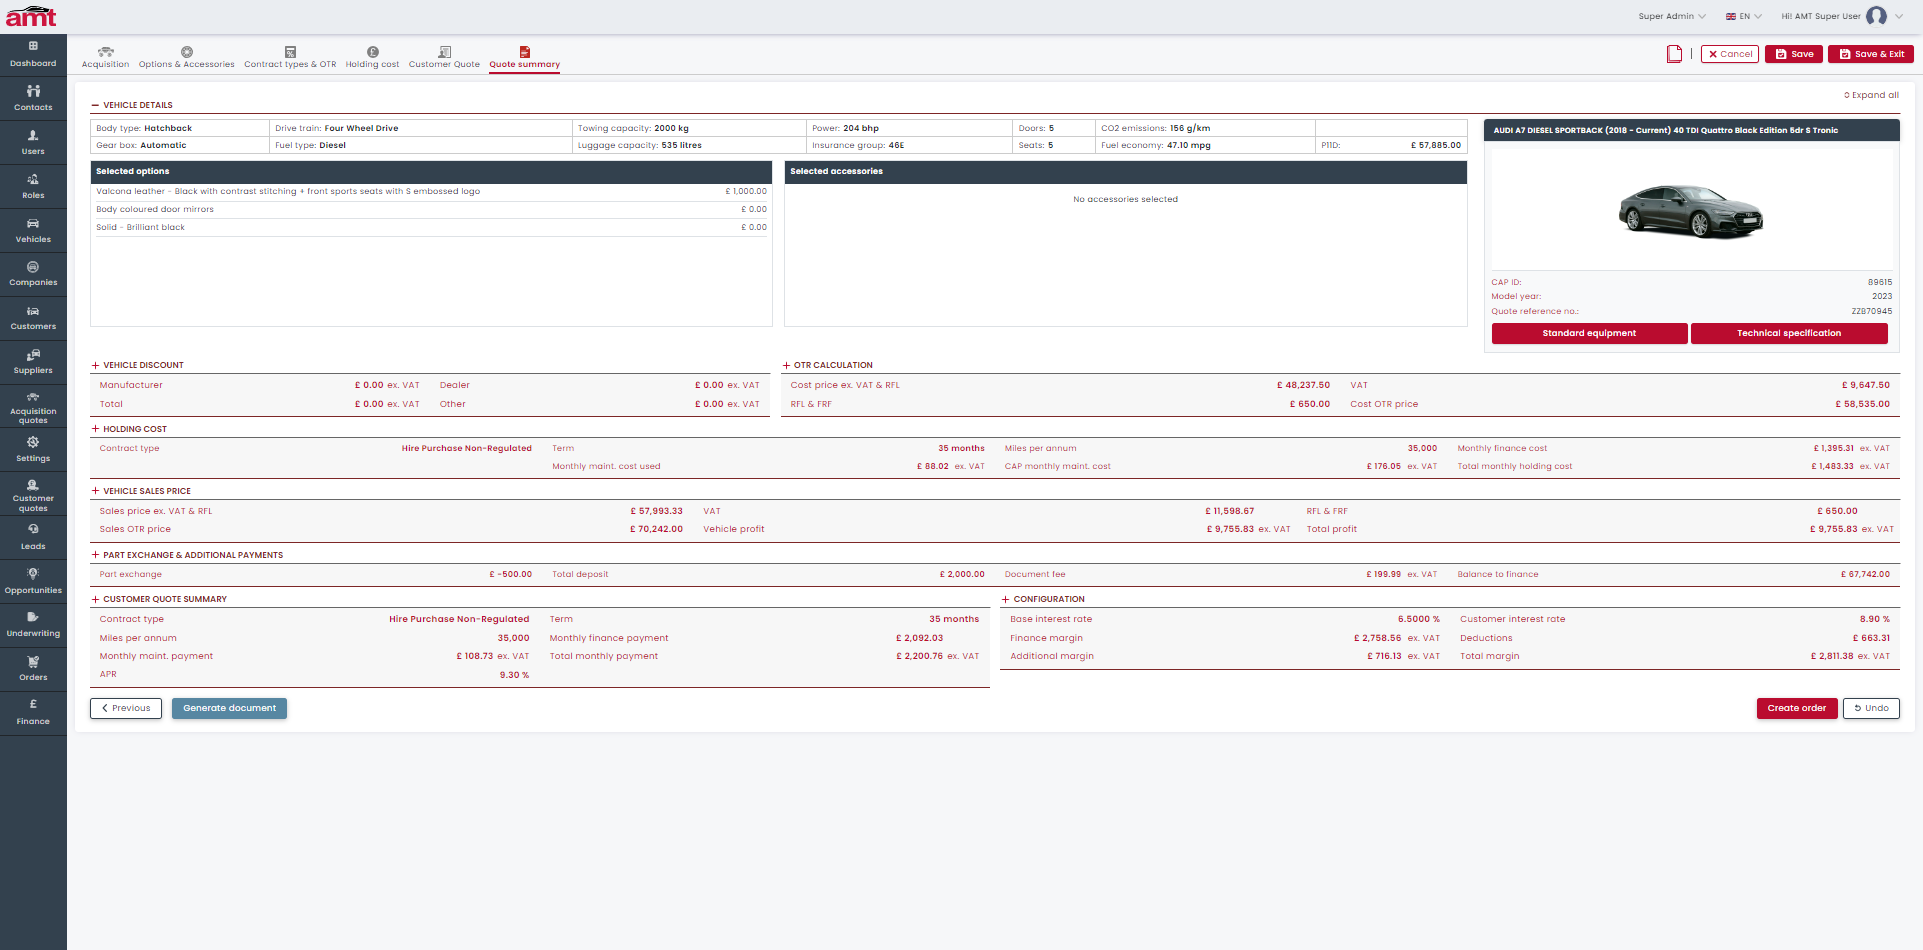 amt
Super Admin
EN
Hi! AMT Super User
Dashboard
Contacts
Users
Roles
Vehicles
Companies
Customers
Suppliers
Acquisition
quotes
Settings
Customer
quotes
Leads
Opportunities
Underwriting
Orders
Finance
Acquisition
Options & Accessories
Contract types & OTR
Holding cost
Customer Quote
Quote summary
Cancel
Save
Save & Exit
Expand all
VEHICLE DETAILS
Body type: Hatchback
Drive train: Four Wheel Drive
Towing capacity: 2000 kg
Power: 204 bhp
Doors: 5
CO2 emissions: 156 g/km
Gear box: Automatic
Fuel type: Diesel
Luggage capacity: 535 litres
Insurance group: 46E
Seats: 5
Fuel economy: 47.10 mpg
P11D: £ 57,885.00
Selected options
Valcona leather - Black with contrast stitching + front sports seats with S embossed logo £ 1,000.00
Body coloured door mirrors £ 0.00
Solid - Brilliant black £ 0.00
Selected accessories
No accessories selected
AUDI A7 DIESEL SPORTBACK (2018 - Current) 40 TDI Quattro Black Edition 5dr S Tronic
CAP ID: 89615
Model year: 2023
Quote reference no.: ZZB70945
Standard equipment
Technical specification
VEHICLE DISCOUNT
Manufacturer £ 0.00 ex. VAT Dealer £ 0.00 ex. VAT
Total £ 0.00 ex. VAT Other £ 0.00 ex. VAT
OTR CALCULATION
Cost price ex. VAT & RFL £ 48,237.50 VAT £ 9,647.50
RFL & FRF £ 650.00 Cost OTR price £ 58,535.00
HOLDING COST
Contract type Hire Purchase Non-Regulated Term 35 months Miles per annum 35,000 Monthly finance cost £ 1,395.31 ex. VAT
Monthly maint. cost used £ 88.02 ex. VAT CAP monthly maint. cost £ 176.05 ex. VAT Total monthly holding cost £ 1,483.33 ex. VAT
VEHICLE SALES PRICE
Sales price ex. VAT & RFL £ 57,993.33 VAT £ 11,598.67 RFL & FRF £ 650.00
Sales OTR price £ 70,242.00 Vehicle profit £ 9,755.83 ex. VAT Total profit £ 9,755.83 ex. VAT
PART EXCHANGE & ADDITIONAL PAYMENTS
Part exchange £ -500.00 Total deposit £ 2,000.00 Document fee £ 199.99 ex. VAT Balance to finance £ 67,742.00
CUSTOMER QUOTE SUMMARY
Contract type Hire Purchase Non-Regulated Term 35 months
Miles per annum 35,000 Monthly finance payment £ 2,092.03
Monthly maint. payment £ 108.73 ex. VAT Total monthly payment £ 2,200.76 ex. VAT
APR 9.30 %
CONFIGURATION
Base interest rate 6.5000 % Customer interest rate 8.90 %
Finance margin £ 2,758.56 ex. VAT Deductions £ 663.31
Additional margin £ 716.13 ex. VAT Total margin £ 2,811.38 ex. VAT
Previous
Generate document
Create order
Undo